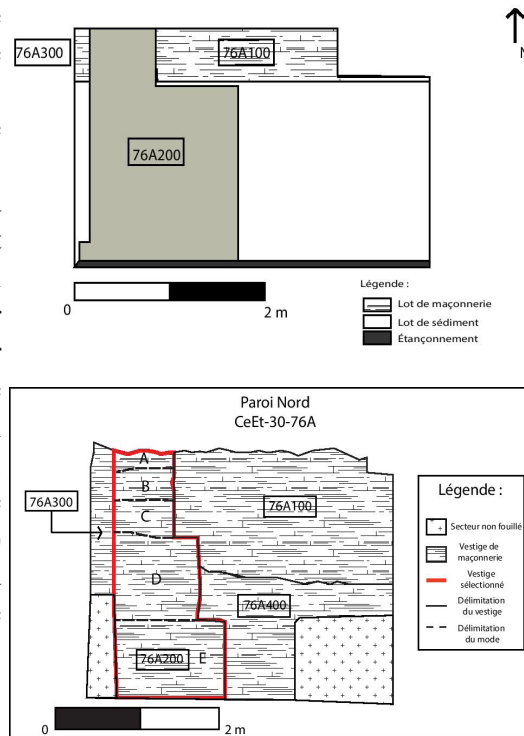 76A300
76A100
N
76A200
0
2 m
Légende :
Lot de maçonnerie
Lot de sédiment
Étançonnement
Paroi Nord
CeEt-30-76A
A
B
C
76A300
76A100
D
76A400
76A200 E
0
2 m
Légende :
Secteur non fouillé
Vestige de
maçonnerie
Vestige
sélectionné
Délimitation
du vestige
Délimitation
du mode